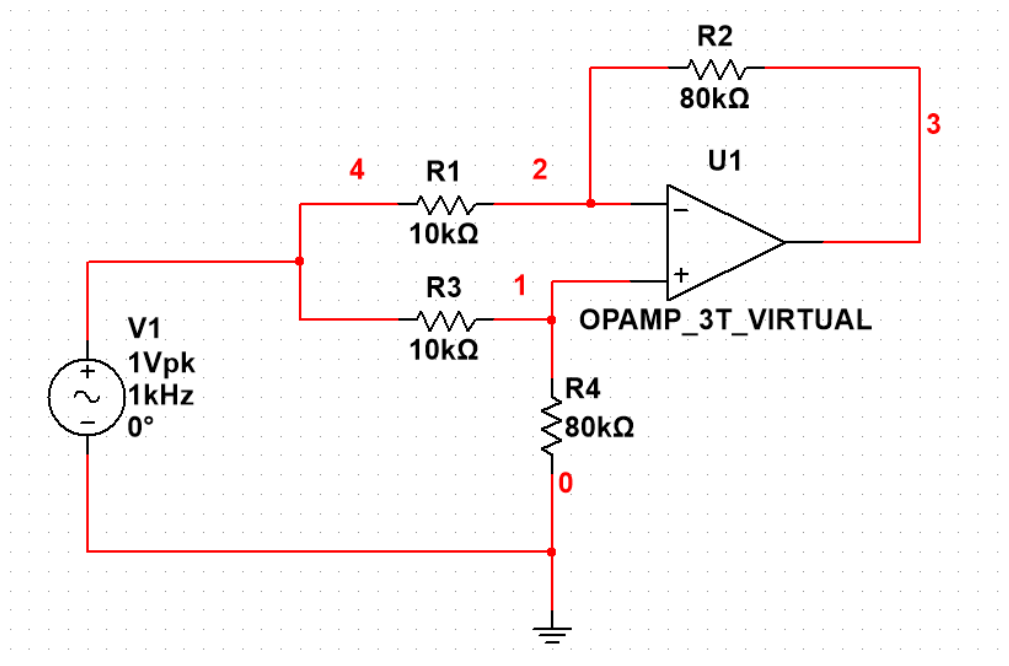 R2
80kΩ
3
U1
4
R1
2
10kΩ
−
+
R3
1
10kΩ
OPAMP_3T_VIRTUAL
V1
1Vpk
1kHz
0°
+
−
R4
80kΩ
0